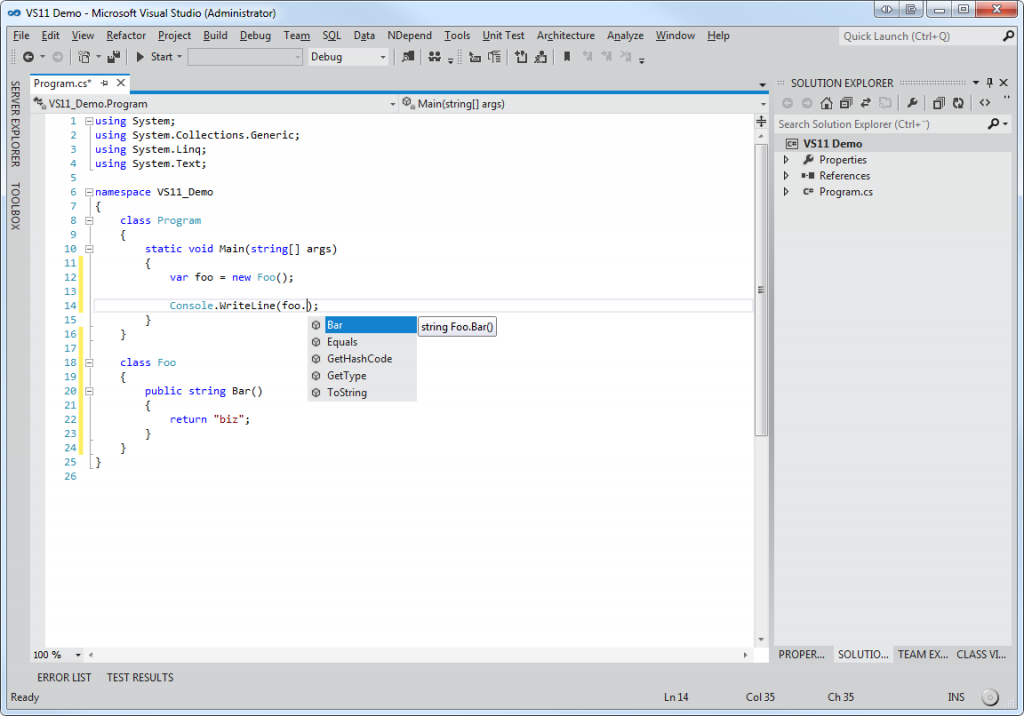 VS11 Demo - Microsoft Visual Studio (Administrator)
File Edit View Refactor Project Build Debug Team SQL Data NDepend Tools Unit Test Architecture Analyze Window Help
Quick Launch (Ctrl+Q)
Start Debug
SERVER EXPLORER
TOOLBOX
Program.cs*
VS11_Demo.Program Main(string[] args)
1 using System;
2 using System.Collections.Generic;
3 using System.Linq;
4 using System.Text;
5
6 namespace VS11_Demo
7 {
8 class Program
9 {
10 static void Main(string[] args)
11 {
12 var foo = new Foo();
13
14 Console.WriteLine(foo.);
15 }
16 }
17
18 class Foo
19 {
20 public string Bar()
21 {
22 return "biz";
23 }
24 }
25 }
26
Bar
Equals
GetHashCode
GetType
ToString
string Foo.Bar()
100 %
SOLUTION EXPLORER
Search Solution Explorer (Ctrl+¨)
VS11 Demo
Properties
References
Program.cs
PROPER... SOLUTIO... TEAM EX... CLASS VI...
ERROR LIST TEST RESULTS
Ready Ln 14 Col 35 Ch 35 INS